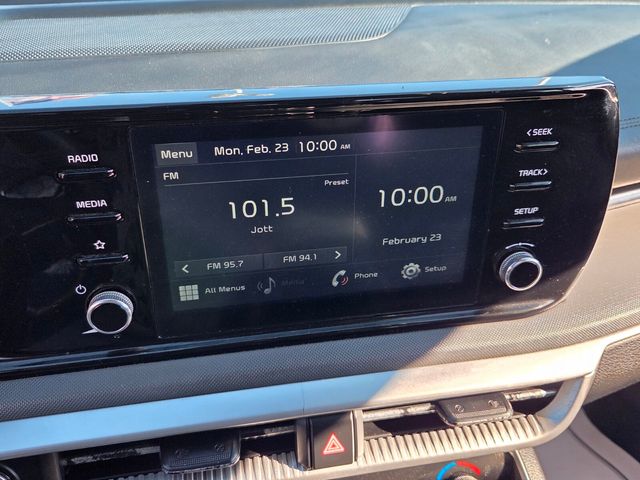 RADIO
MEDIA
Menu Mon, Feb. 23 10:00 AM
FM
Preset
101.5
Jott
< FM 95.7 FM 94.1 >
10:00 AM
February 23
All Menus Media Phone Setup
< SEEK
TRACK >
SETUP